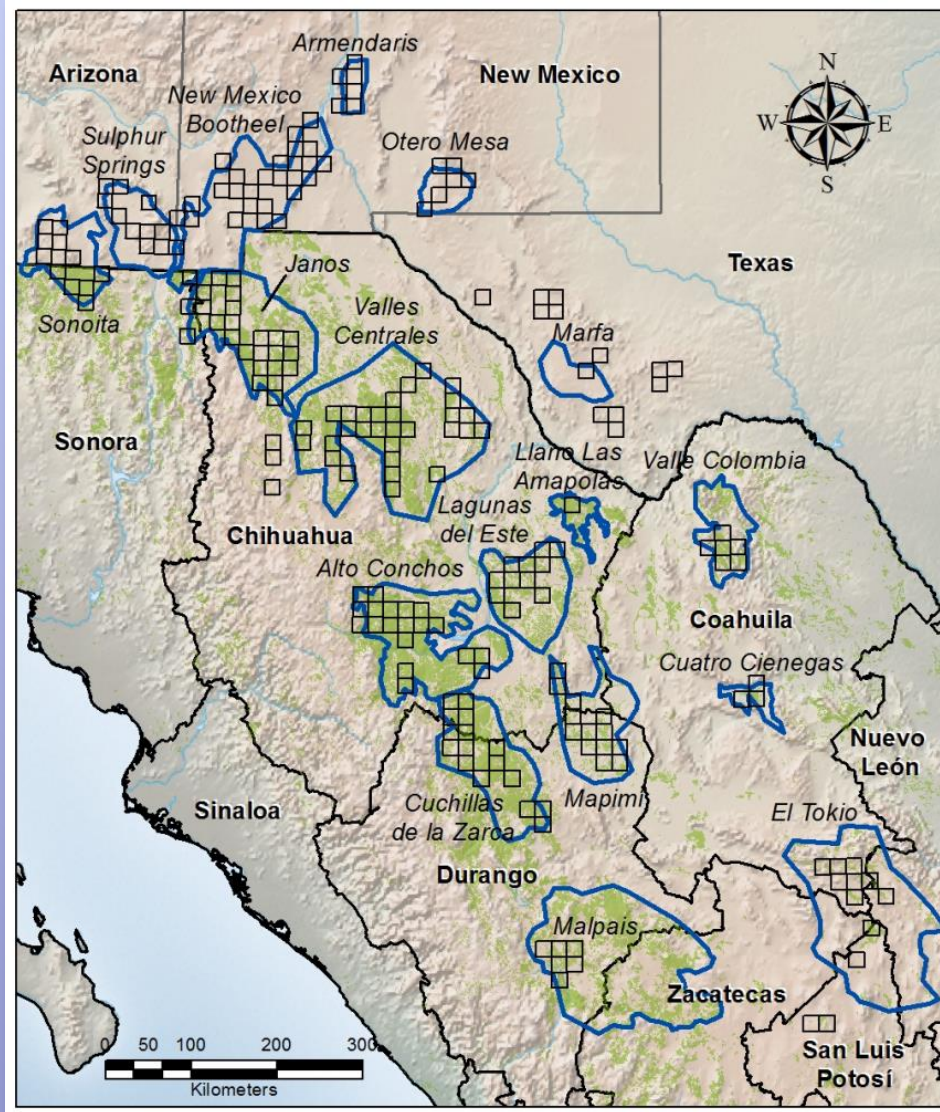 Armendaris
Arizona
New Mexico
New Mexico
Bootheel
N
W
E
S
Sulphur
Springs
Otero Mesa
Janos
Texas
Sonoita
Valles
Centrales
Marfa
Sonora
Llano Las
Amapolas
Valle Colombia
Lagunas
del Este
Chihuahua
Alto Conchos
Coahuila
Cuatro Cienegas
Nuevo
León
Sinaloa
Cuchillas
de la Zarca
Mapimi
El Tokio
Durango
Malpais
Zacatecas
San Luis
Potosí
0 50 100 200 300
Kilometers